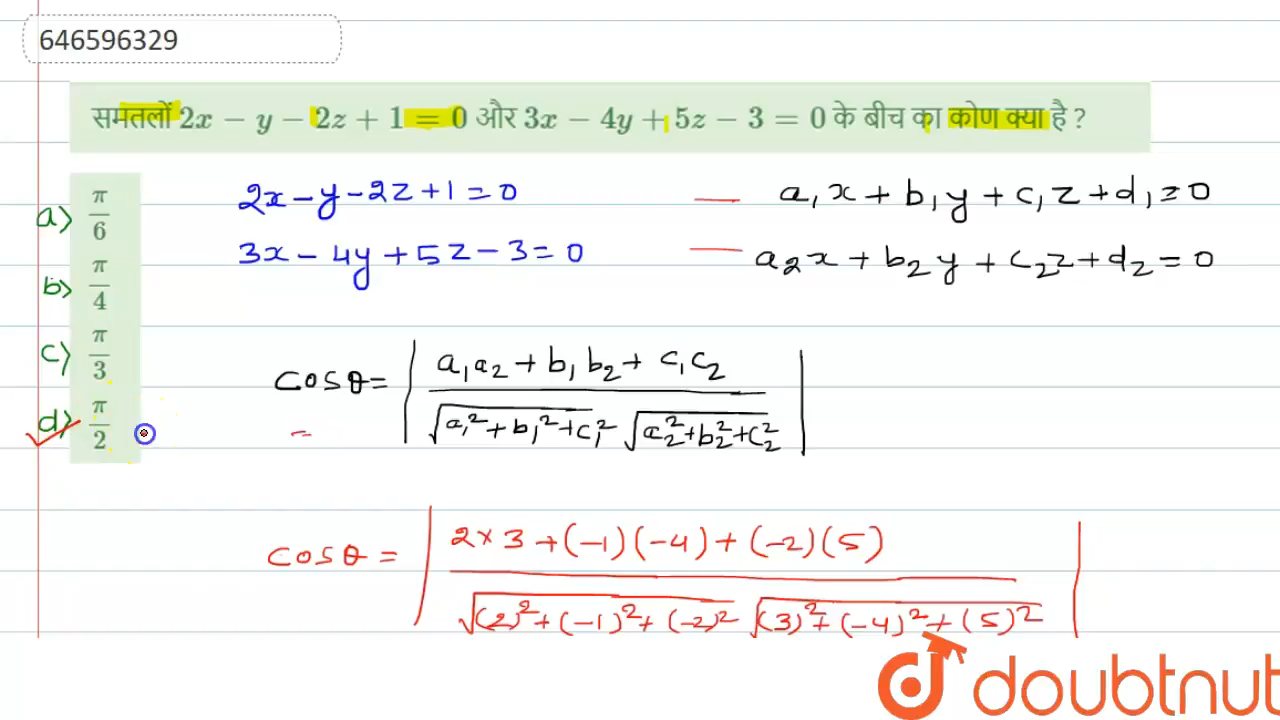 646596329
समतलों 2x − y − 2z + 1 = 0 और 3x − 4y + 5z − 3 = 0 के बीच का कोण क्या है ?
a) π/6
b) π/4
c) π/3
d) π/2
2x − y − 2z + 1 = 0 — a₁x + b₁y + c₁z + d₁ = 0
3x − 4y + 5z − 3 = 0 — a₂x + b₂y + c₂z + d₂ = 0
cosθ = | (a₁a₂ + b₁b₂ + c₁c₂) / (√(a₁² + b₁² + c₁²) √(a₂² + b₂² + c₂²)) |
=
cosθ = | (2×3 + (−1)(−4) + (−2)(5)) / (√((2)² + (−1)² + (−2)²) √((3)² + (−4)² + (5)²)) |
doubtnut